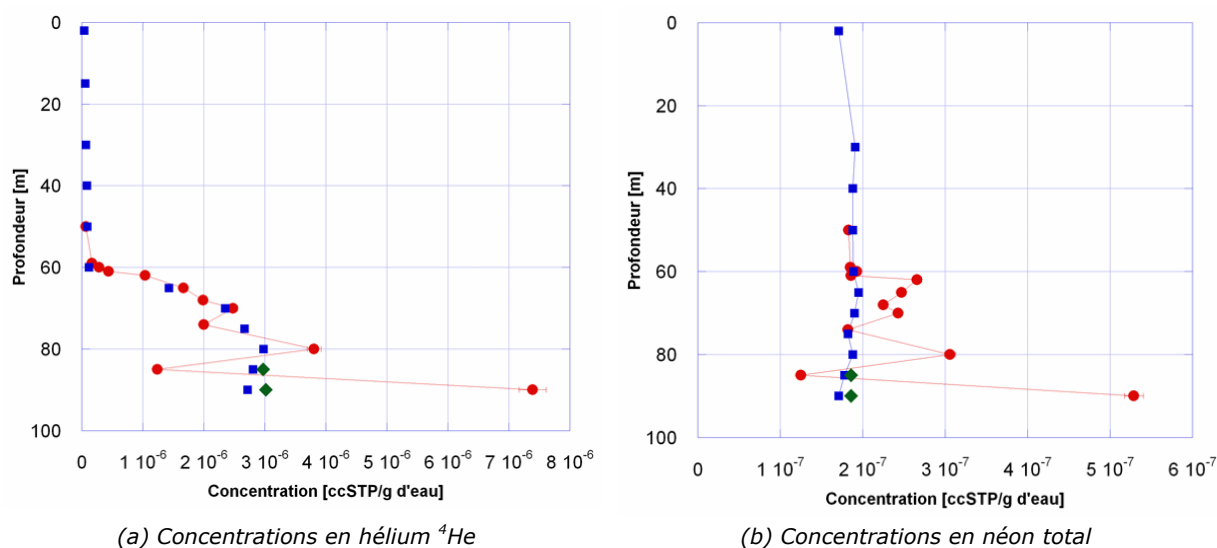 0
20
40
60
80
100
Profondeur [m]
0 1 10⁻⁶ 2 10⁻⁶ 3 10⁻⁶ 4 10⁻⁶ 5 10⁻⁶ 6 10⁻⁶ 7 10⁻⁶ 8 10⁻⁶
Concentration [ccSTP/g d'eau]
(a) Concentrations en hélium ⁴He
0
20
40
60
80
100
Profondeur [m]
0 1 10⁻⁷ 2 10⁻⁷ 3 10⁻⁷ 4 10⁻⁷ 5 10⁻⁷ 6 10⁻⁷
Concentration [ccSTP/g d'eau]
(b) Concentrations en néon total